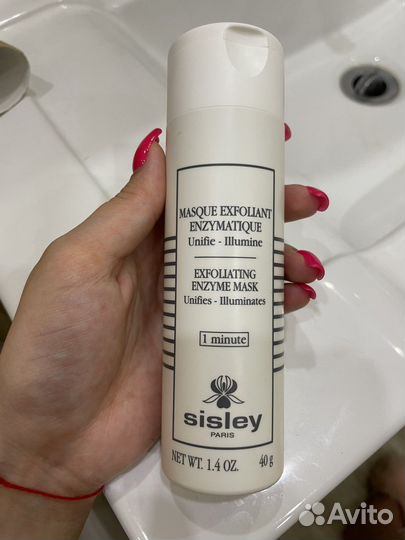 MASQUE EXFOLIANT
ENZYMATIQUE
Unifie - Illumine
EXFOLIATING
ENZYME MASK
Unifies - Illuminates
1 minute
sisley
PARIS
NET WT. 1.4 OZ. 40 g
Avito